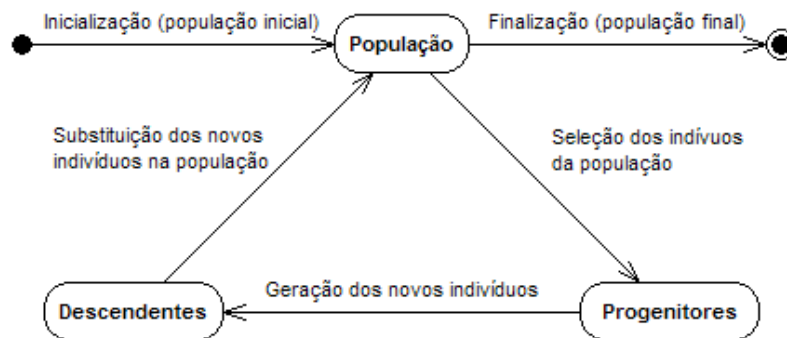 Inicialização (população inicial)
Finalização (população final)
População
Substituição dos novos
indivíduos na população
Seleção dos indívuos
da população
Geração dos novos indivíduos
Descendentes
Progenitores